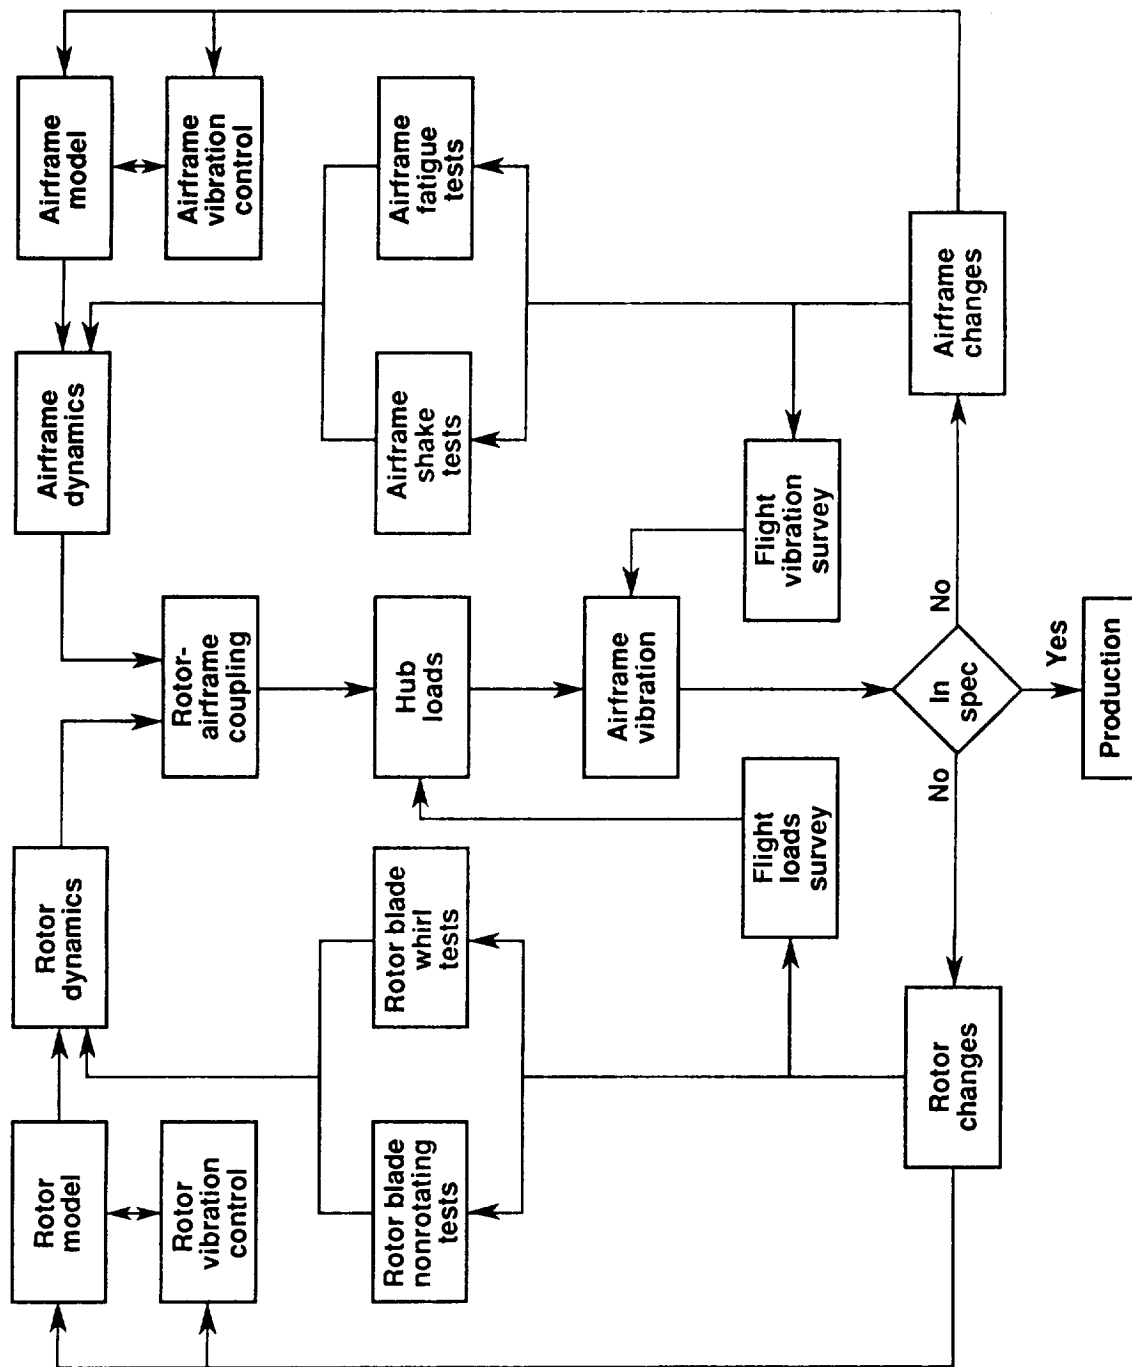 Rotor
model
Rotor
dynamics
Airframe
dynamics
Airframe
model
Rotor
vibration
control
Rotor-
airframe
coupling
Airframe
vibration
control
Rotor blade
nonrotating
tests
Rotor blade
whirl
tests
Hub
loads
Airframe
shake
tests
Airframe
fatigue
tests
Airframe
vibration
Flight
loads
survey
Flight
vibration
survey
Rotor
changes
No
In
spec
No
Airframe
changes
Yes
Production